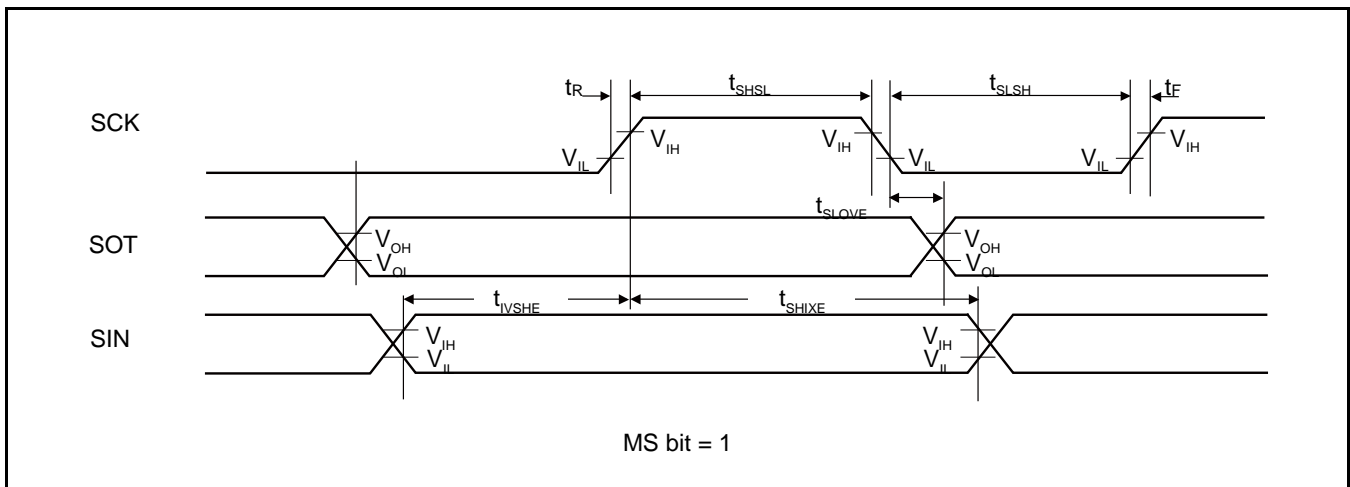 tR tSHSL tSLSH tF
SCK
VIH VIH VIH
VIL VIL VIL
tSLOVE
SOT
VOH VOH
VOL VOL
tIVSHE tSHIXE
SIN
VIH VIH
VIL VIL
MS bit = 1